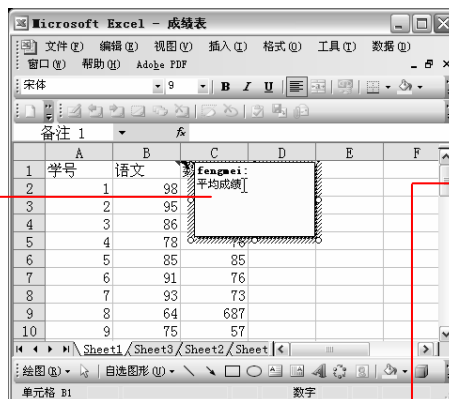 Microsoft Excel - 成绩表
文件(F) 编辑(E) 视图(V) 插入(I) 格式(O) 工具(T) 数据(D)
窗口(W) 帮助(H) Adobe PDF
宋体 9 B I U
备注 1 fx
A B C D E F
1 学号 语文
2 1 98
3 2 95
4 3 86
5 4 78 78
6 5 85 85
7 6 91 76
8 7 93 73
9 8 64 687
10 9 75 57
fengmei:
平均成绩
Sheet1 Sheet3 Sheet2 Sheet
绘图(R) 自选图形(U)
单元格 B1 数字